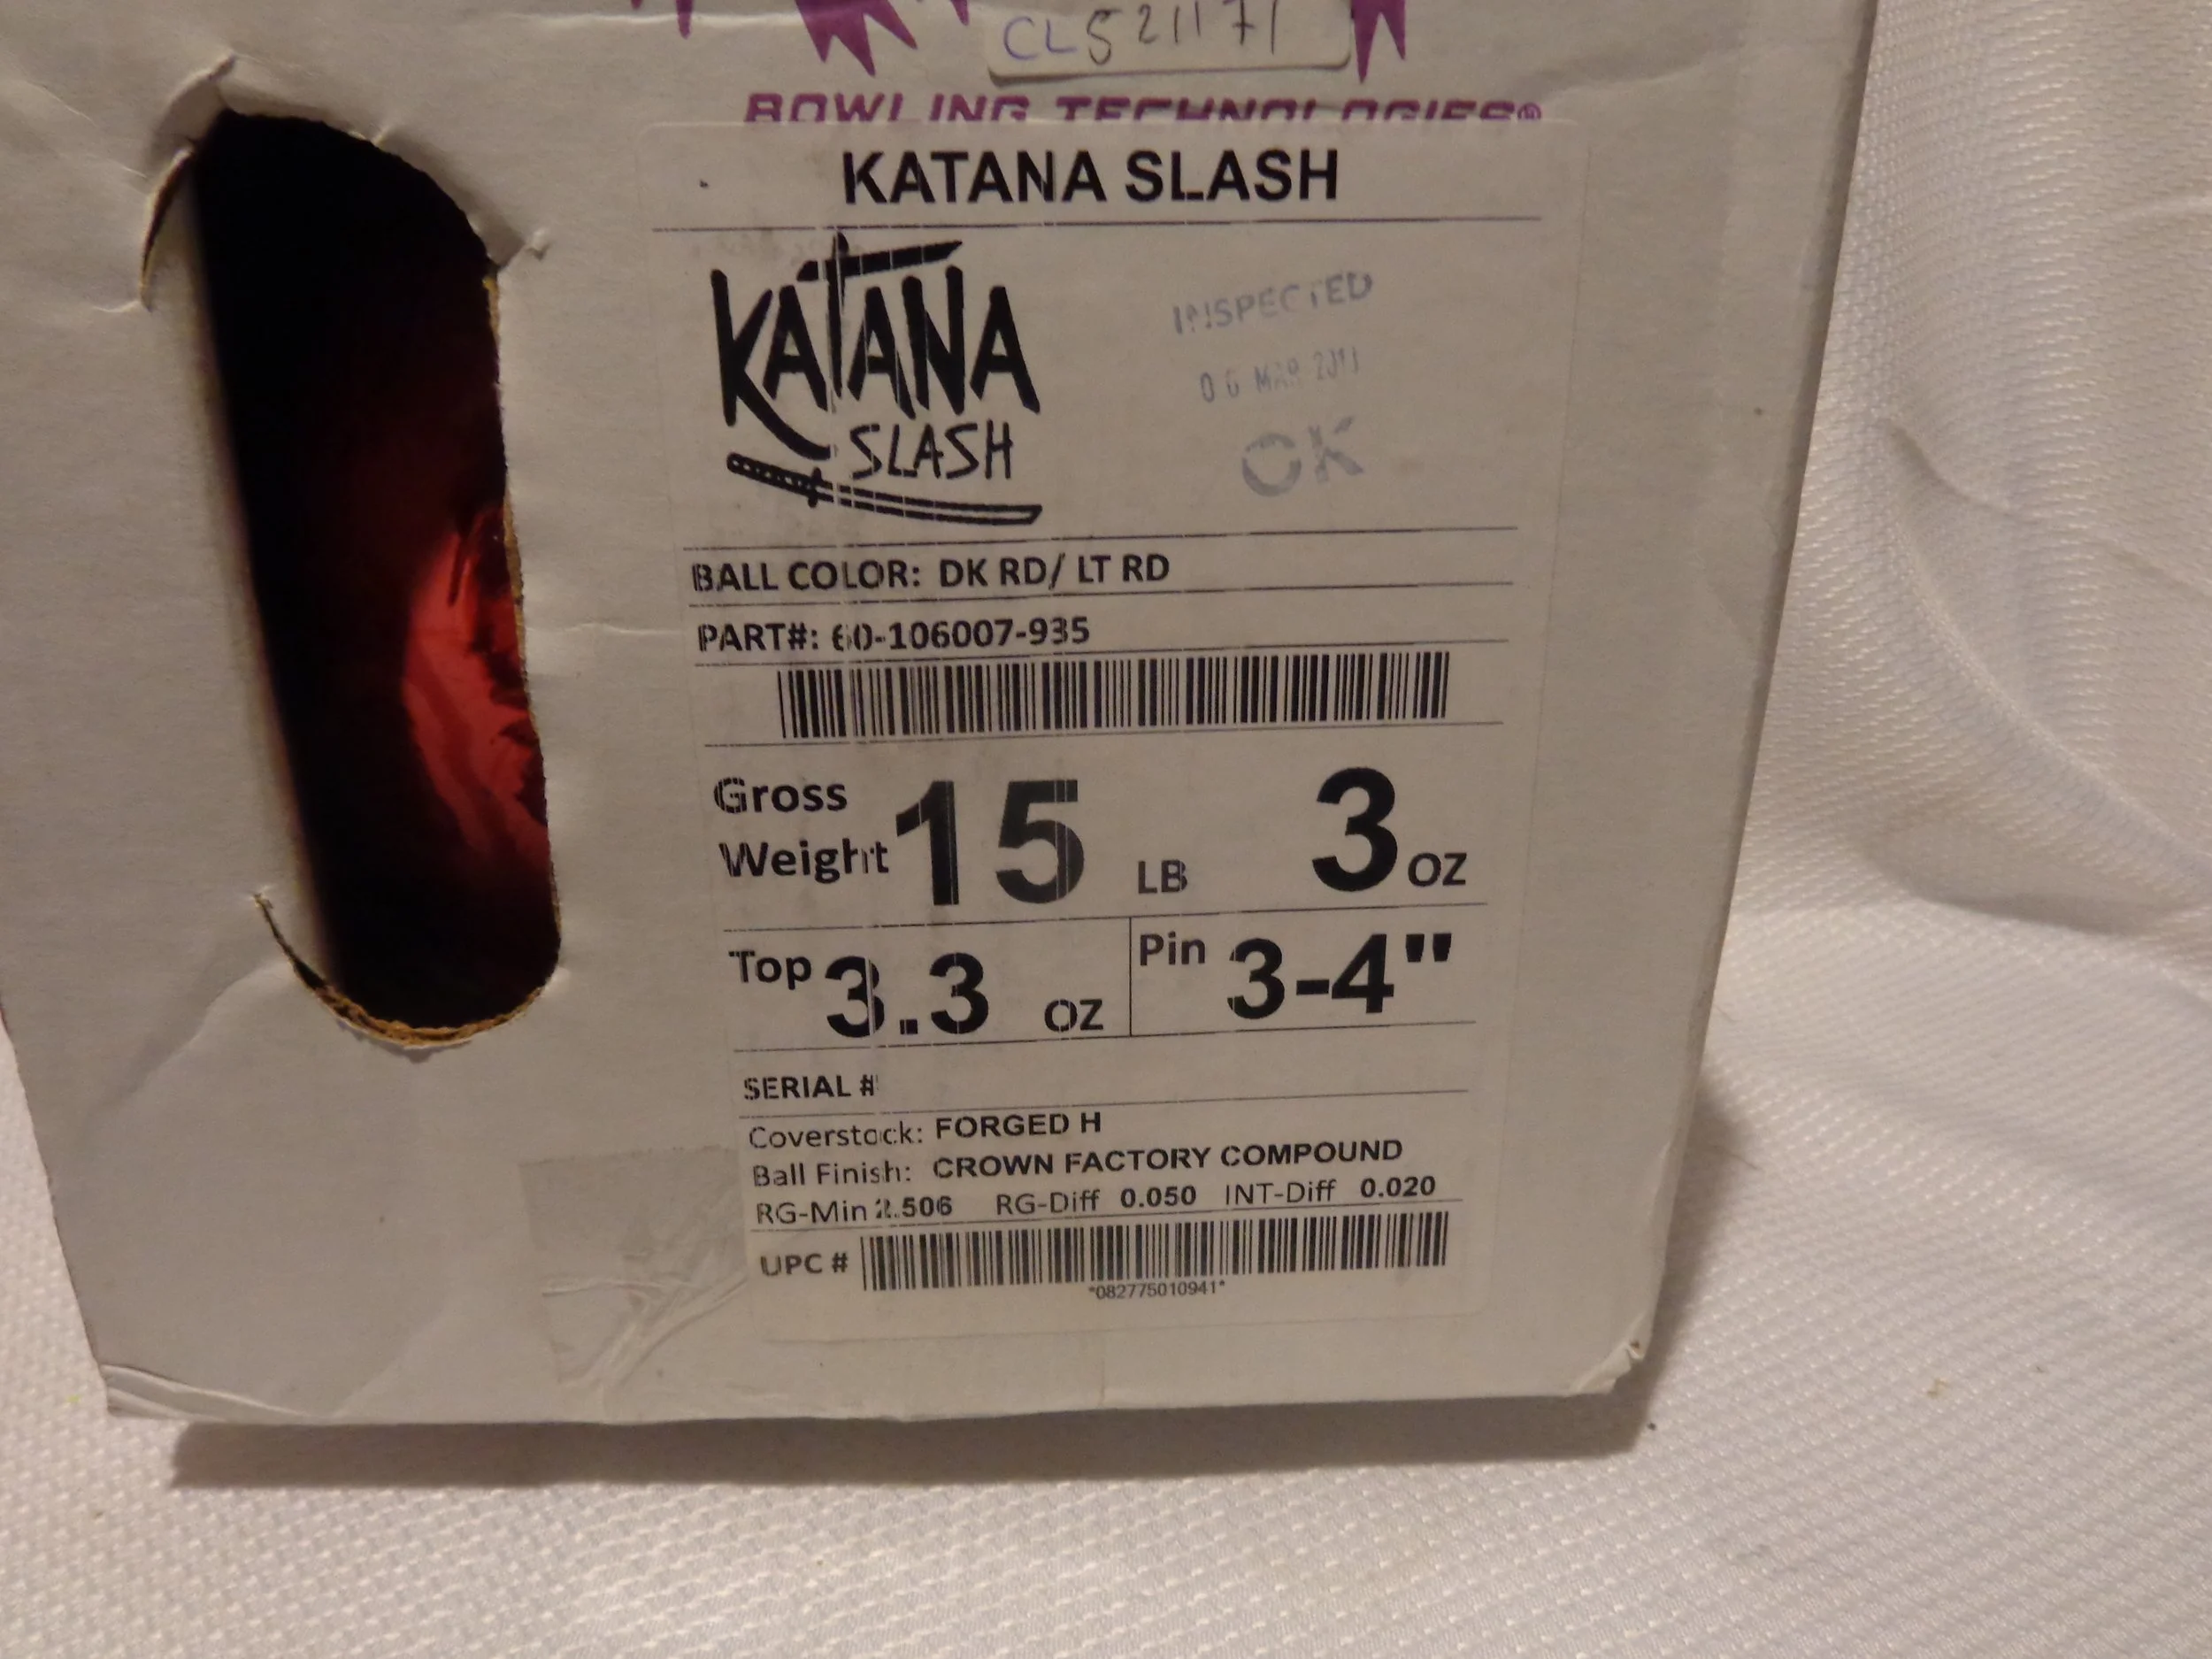 CL521171
BOWLING TECHNOLOGIES®
KATANA SLASH
KATANA
SLASH
INSPECTED
06 MAR 2011
OK
BALL COLOR: DK RD/ LT RD
PART#: 60-106007-935
Gross Weight 15 LB 3 OZ
Top 3.3 OZ Pin 3-4"
SERIAL #
Coverstock: FORGED H
Ball Finish: CROWN FACTORY COMPOUND
RG-Min 2.506 RG-Diff 0.050 INT-Diff 0.020
UPC #
*082775010941*